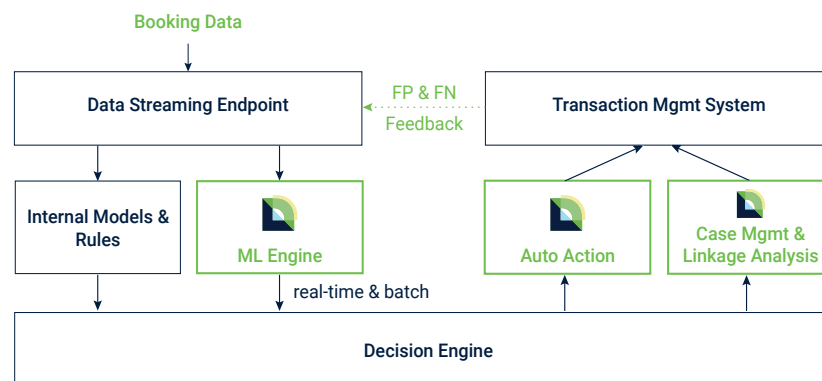 Booking Data
Data Streaming Endpoint
FP & FN
Feedback
Transaction Mgmt System
Internal Models &
Rules
ML Engine
Auto Action
Case Mgmt &
Linkage Analysis
real-time & batch
Decision Engine